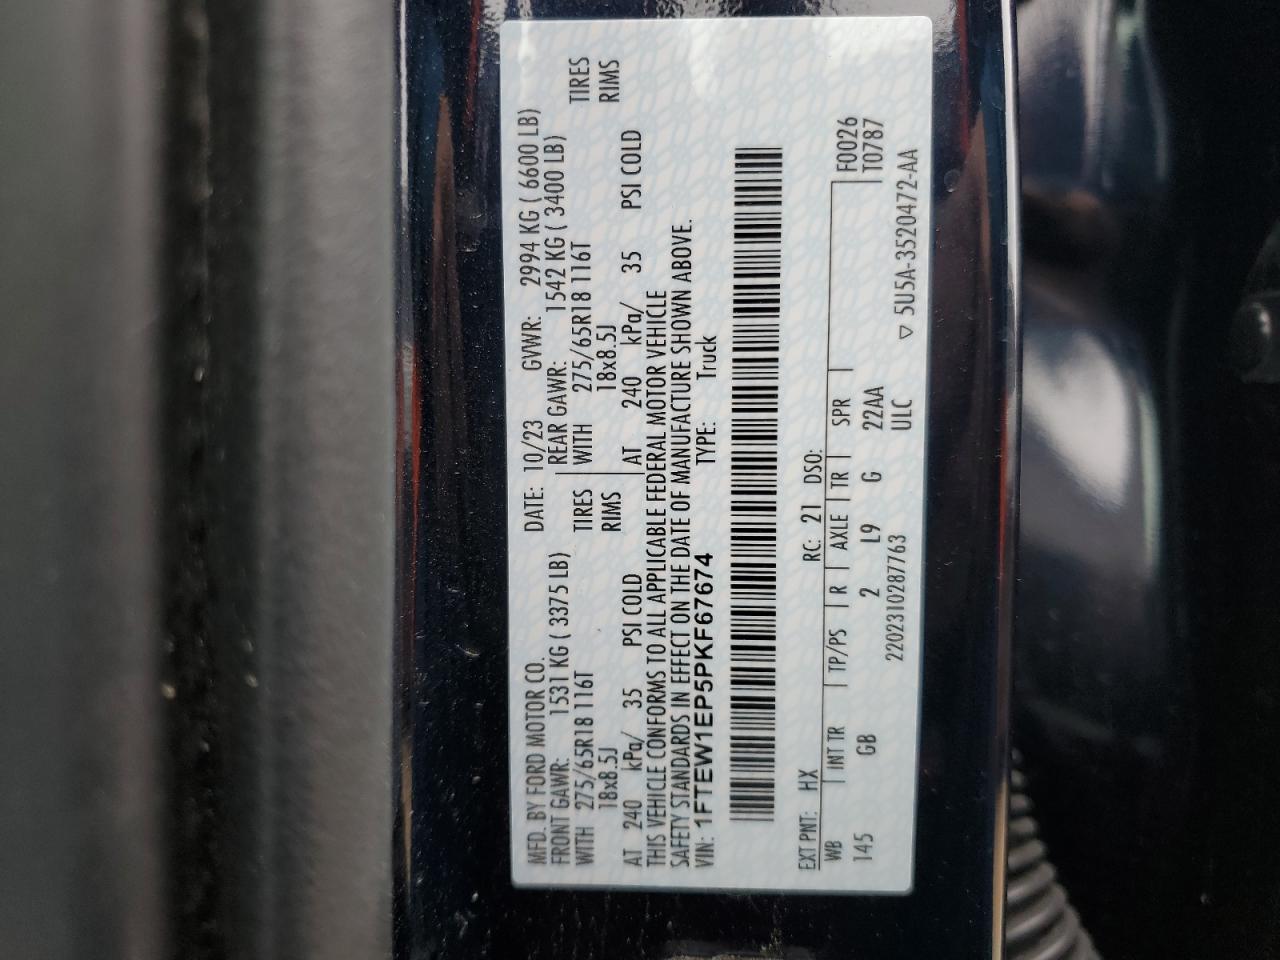 MFD. BY FORD MOTOR CO. DATE: 10/23 GVWR: 2994 KG ( 6600 LB)
FRONT GAWR: 1531 KG ( 3375 LB) REAR GAWR: 1542 KG ( 3400 LB)
WITH 275/65R18 116T TIRES WITH 275/65R18 116T TIRES
18x8.5J RIMS 18x8.5J RIMS
AT 240 kPa/ 35 PSI COLD AT 240 kPa/ 35 PSI COLD
THIS VEHICLE CONFORMS TO ALL APPLICABLE FEDERAL MOTOR VEHICLE
SAFETY STANDARDS IN EFFECT ON THE DATE OF MANUFACTURE SHOWN ABOVE.
VIN: 1FTEW1EP5PKF67674 TYPE: Truck
EXT PNT: HX RC: 21 DSO:
WB INT TR TP/PS R AXLE TR SPR F0026
145 GB 2 L9 G 22AA T0787
2202310287763 ULC ▽ 5U5A-3520472-AA